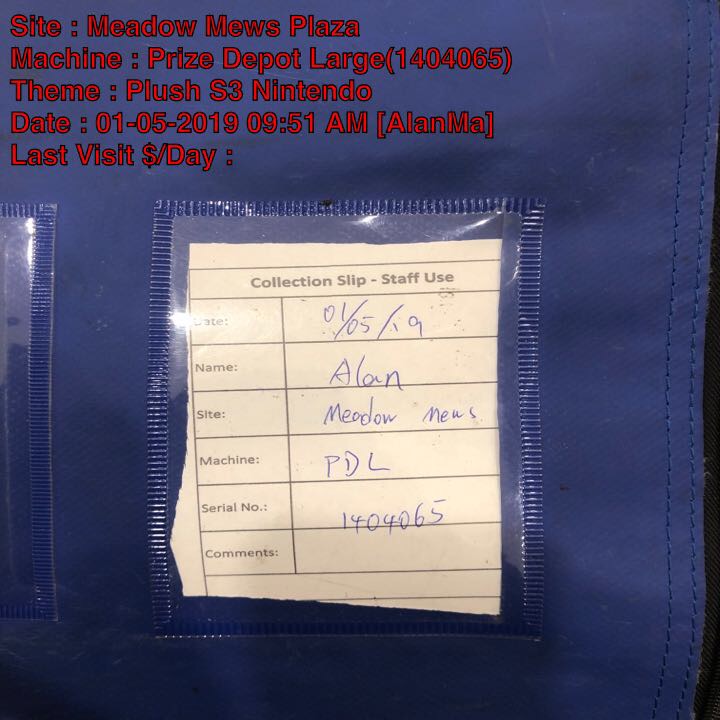 Site : Meadow Mews Plaza
Machine : Prize Depot Large(1404065)
Theme : Plush S3 Nintendo
Date : 01-05-2019 09:51 AM [AlanMa]
Last Visit $/Day :
Collection Slip - Staff Use
Date: 01/05/19
Name: Alan
Site: Meadow Mews
Machine: PDL
Serial No.: 1404065
Comments: